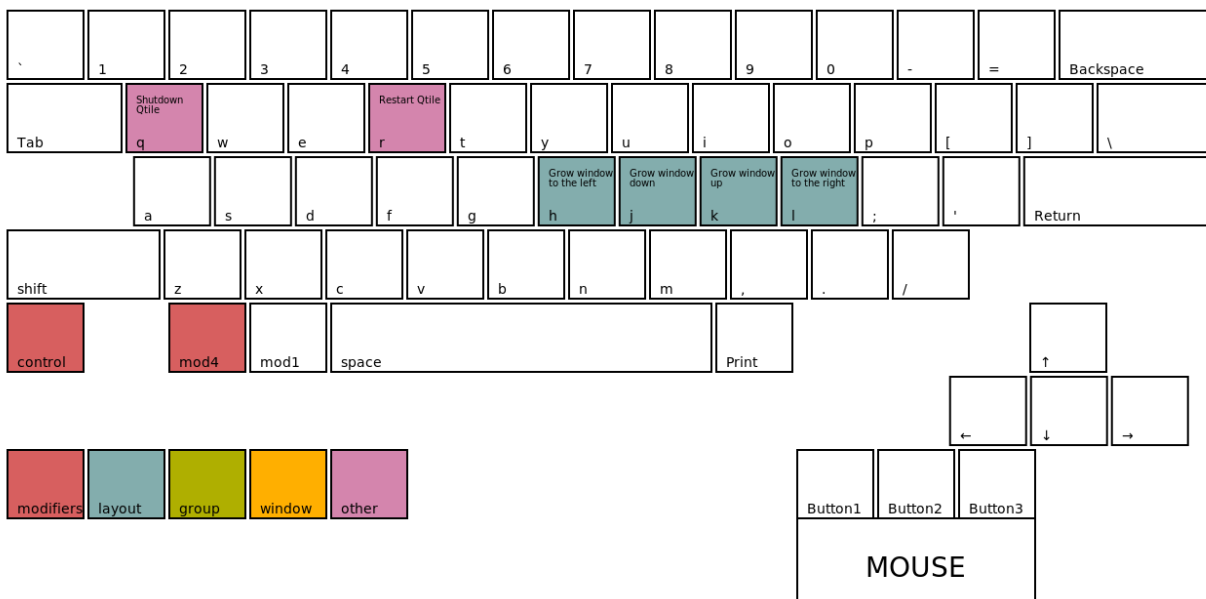 ` 1 2 3 4 5 6 7 8 9 0 - = Backspace
Shutdown
Qtile
Restart Qtile
Tab q w e r t y u i o p [ ] \
Grow window
to the left
Grow window
down
Grow window
up
Grow window
to the right
a s d f g h j k l ; ' Return
shift z x c v b n m , . /
control mod4 mod1 space Print ↑
← ↓ →
modifiers layout group window other Button1 Button2 Button3
MOUSE